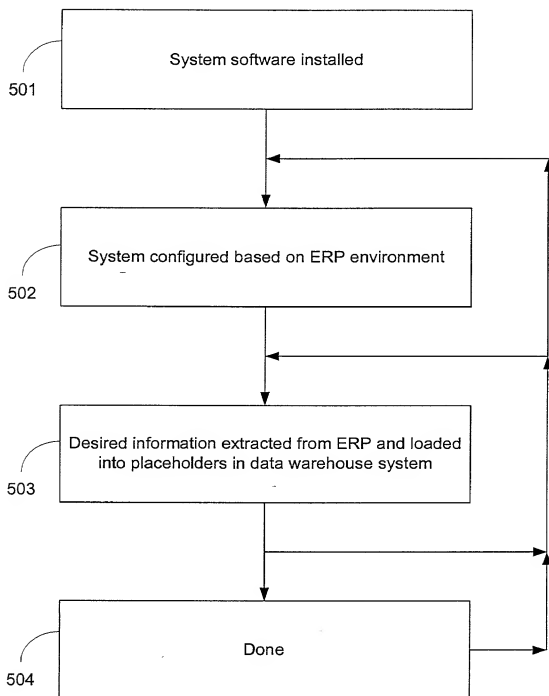 System software installed
501
System configured based on ERP environment
502
Desired information extracted from ERP and loaded
into placeholders in data warehouse system
503
Done
504